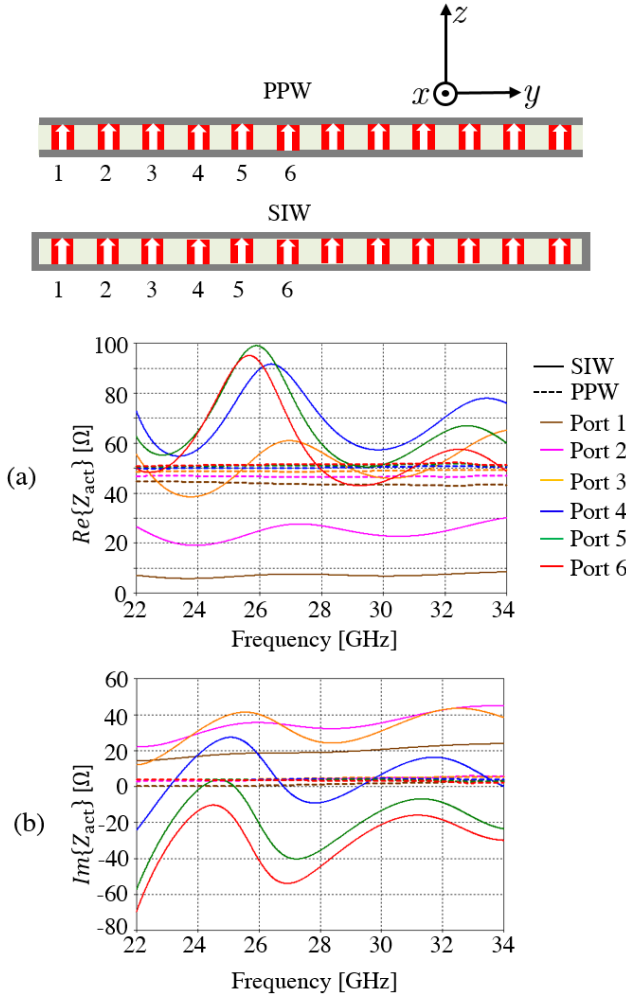 z
x
y
PPW
1 2 3 4 5 6
SIW
1 2 3 4 5 6
(a)
Re{Z_act} [Ω]
100
80
60
40
20
0
22 24 26 28 30 32 34
Frequency [GHz]
SIW
PPW
Port 1
Port 2
Port 3
Port 4
Port 5
Port 6
(b)
Im{Z_act} [Ω]
60
40
20
0
-20
-40
-60
-80
22 24 26 28 30 32 34
Frequency [GHz]